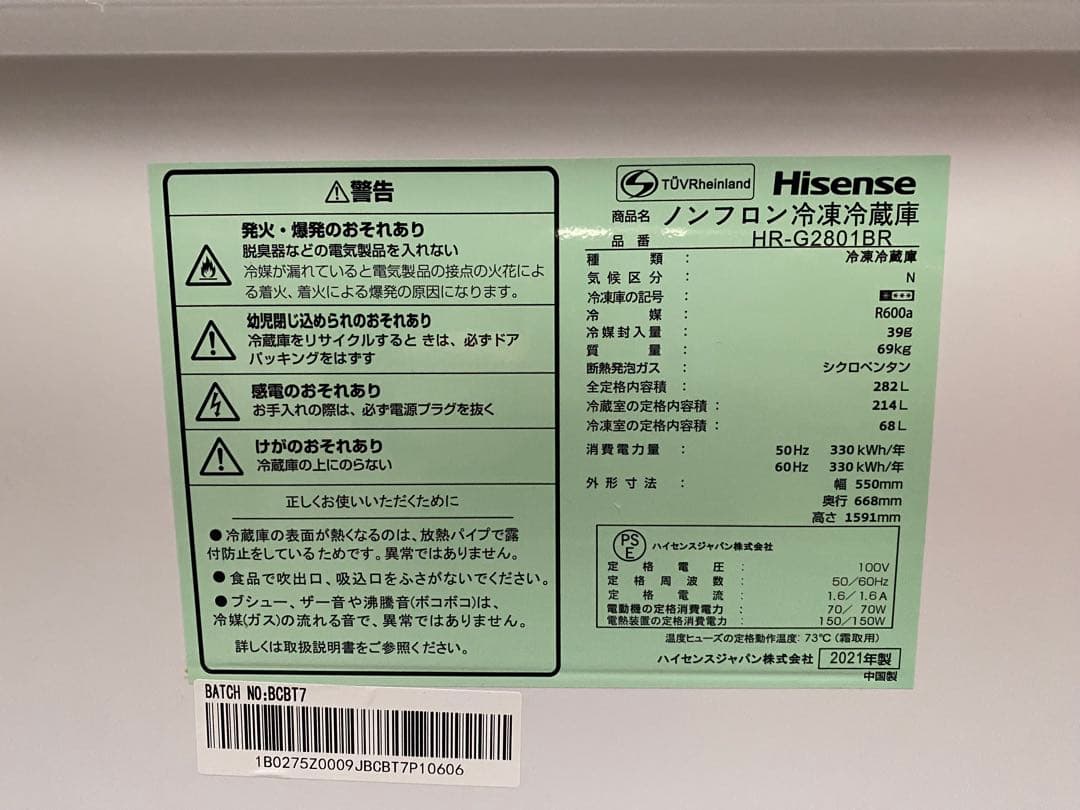 ⚠警告
発火・爆発のおそれあり
脱臭器などの電気製品を入れない
冷媒が漏れていると電気製品の接点の火花によ
る着火、着火による爆発の原因になります。
幼児閉じ込められのおそれあり
冷蔵庫をリサイクルすると きは、必ずドア
パッキングをはずす
感電のおそれあり
お手入れの際は、必ず電源プラグを抜く
けがのおそれあり
冷蔵庫の上にのらない
正しくお使いいただくために
●冷蔵庫の表面が熱くなるのは、放熱パイプで露
付防止をしているためです。異常ではありません。
●食品で吹出口、吸込口をふさがないでください。
●ブシュー、ザー音や沸騰音(ボコボコ)は、
冷媒(ガス)の流れる音で、異常ではありません。
詳しくは取扱説明書をご参照ください。
TÜVRheinland Hisense
商品名 ノンフロン冷凍冷蔵庫
品番 HR-G2801BR
種類 : 冷凍冷蔵庫
気候区分 : N
冷凍庫の記号 :
冷媒 : R600a
冷媒封入量 : 39g
質量 : 69kg
断熱発泡ガス : シクロペンタン
全定格内容積 : 282L
冷蔵室の定格内容積 : 214L
冷凍室の定格内容積 : 68L
消費電力量 : 50Hz 330kWh/年
60Hz 330kWh/年
外形寸法 : 幅 550mm
奥行 668mm
高さ 1591mm
PSE ハイセンスジャパン株式会社
定格電圧 : 100V
定格周波数 : 50/60Hz
定格電流 : 1.6/1.6A
電動機の定格消費電力 : 70/ 70W
電熱装置の定格消費電力 : 150/150W
温度ヒューズの定格動作温度: 73℃(霜取用)
ハイセンスジャパン株式会社 2021年製
中国製
BATCH NO:BCBT7
1B0275Z0009JBCBT7P10606